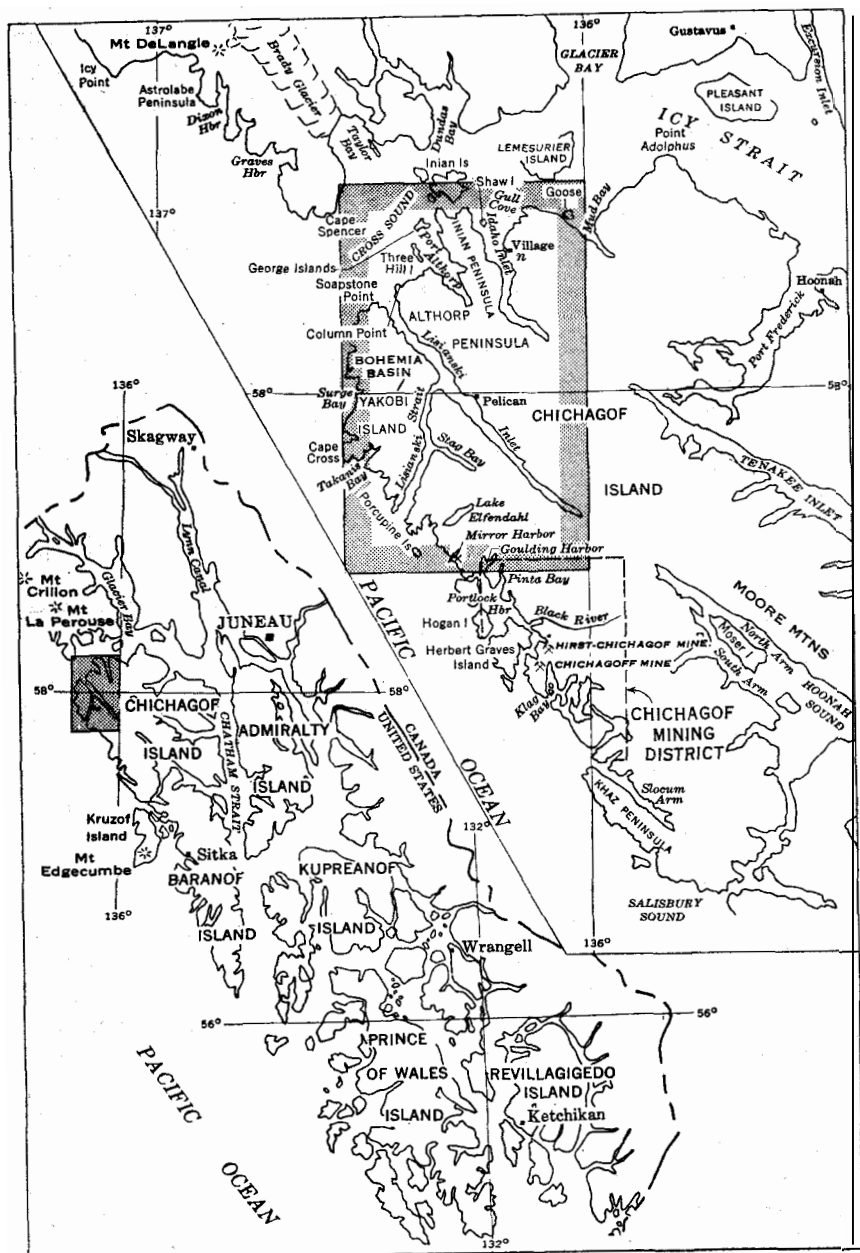 137°
136°
Mt DeLangle
Icy
Point
Astrolabe
Peninsula
Dixon
Hbr
Brady Glacier
Graves
Hbr
Taylor
Bay
Dundas
Bay
GLACIER
BAY
Gustavus
Excursion Inlet
PLEASANT
ISLAND
ICY STRAIT
Point
Adolphus
LEMESURIER
ISLAND
Inian Is
Shaw I
Gull
Cove
Goose
Mud Bay
137°
Cape
Spencer
CROSS SOUND
Idaho Inlet
Village
George Islands
Three
Hill I
Port
Althorp
INIAN PENINSULA
Soapstone
Point
Hoonah
Port Frederick
Column Point
ALTHORP
PENINSULA
BOHEMIA
BASIN
Lisianski
Inlet
Surge
Bay
58°
58°
YAKOBI
ISLAND
Pelican
CHICHAGOF
ISLAND
Cape
Cross
Takanis
Bay
Lisianski
Strait
Stag Bay
TENAKEE INLET
Porcupine Is
Lake
Elfendahl
Mirror Harbor
Goulding Harbor
Pinta Bay
Portlock
Hbr
Hogan I
Black River
Herbert Graves
Island
HIRST-CHICHAGOF MINE
CHICHAGOFF MINE
Klag
Bay
MOORE MTNS
North Arm
Moser I
South Arm
HOONAH
SOUND
CHICHAGOF
MINING
DISTRICT
Slocum
Arm
KHAZ PENINSULA
SALISBURY
SOUND
136°
PACIFIC
OCEAN
136°
Skagway
Lynn Canal
Mt
Crillon
Mt
La Perouse
Glacier Bay
JUNEAU
58°
58°
CHICHAGOF
ISLAND
CHATHAM STRAIT
ADMIRALTY
ISLAND
CANADA
UNITED STATES
Kruzof
Island
Mt
Edgecumbe
Sitka
BARANOF
ISLAND
136°
132°
KUPREANOF
ISLAND
Wrangell
56°
56°
PRINCE
OF WALES
ISLAND
REVILLAGIGEDO
ISLAND
Ketchikan
PACIFIC
OCEAN
132°